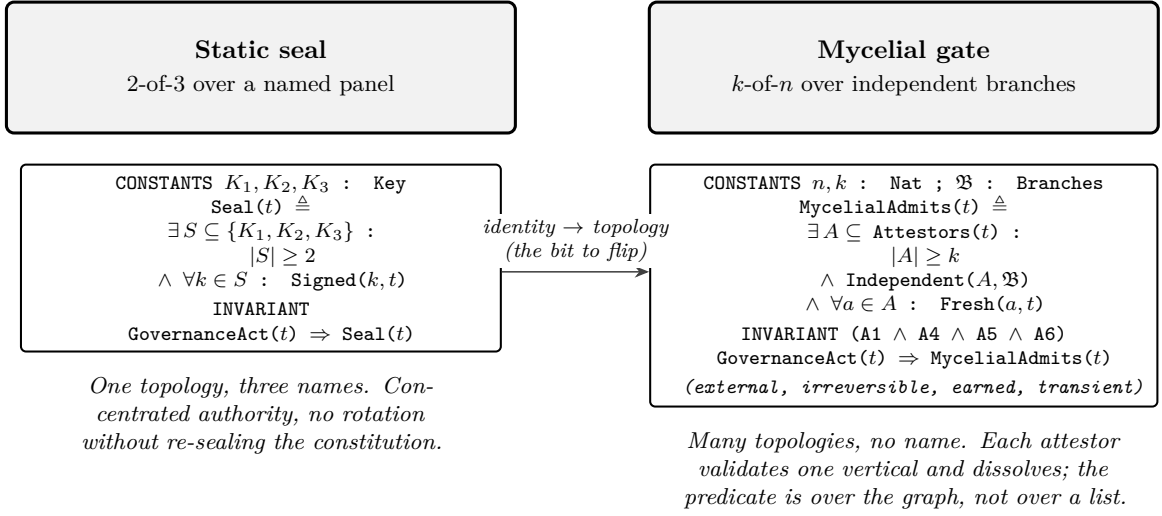 Static seal
2-of-3 over a named panel
CONSTANTS K₁, K₂, K₃ : Key
Seal(t) ≜
∃ S ⊆ {K₁, K₂, K₃} :
|S| ≥ 2
∧ ∀k ∈ S : Signed(k, t)
INVARIANT
GovernanceAct(t) ⇒ Seal(t)
One topology, three names. Con-
centrated authority, no rotation
without re-sealing the constitution.
identity → topology
(the bit to flip)
Mycelial gate
k-of-n over independent branches
CONSTANTS n, k : Nat ; 𝔅 : Branches
MycelialAdmits(t) ≜
∃ A ⊆ Attestors(t) :
|A| ≥ k
∧ Independent(A, 𝔅)
∧ ∀a ∈ A : Fresh(a, t)
INVARIANT (A1 ∧ A4 ∧ A5 ∧ A6)
GovernanceAct(t) ⇒ MycelialAdmits(t)
(external, irreversible, earned, transient)
Many topologies, no name. Each attestor
validates one vertical and dissolves; the
predicate is over the graph, not over a list.